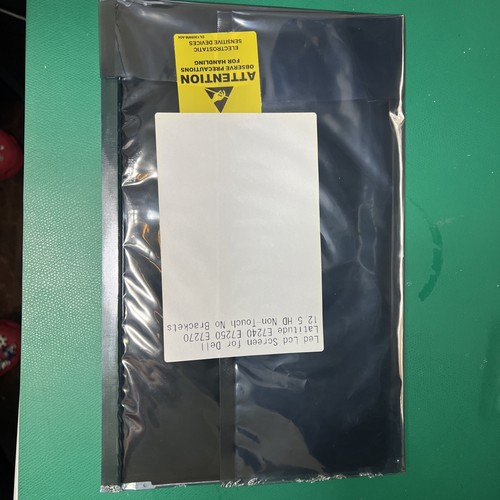 Led Lcd Screen for Dell
Latitude E7240 E7250 E7270
12.5 HD Non-Touch No Brackets
ATTENTION
OBSERVE PRECAUTIONS
FOR HANDLING
ELECTROSTATIC
SENSITIVE DEVICES